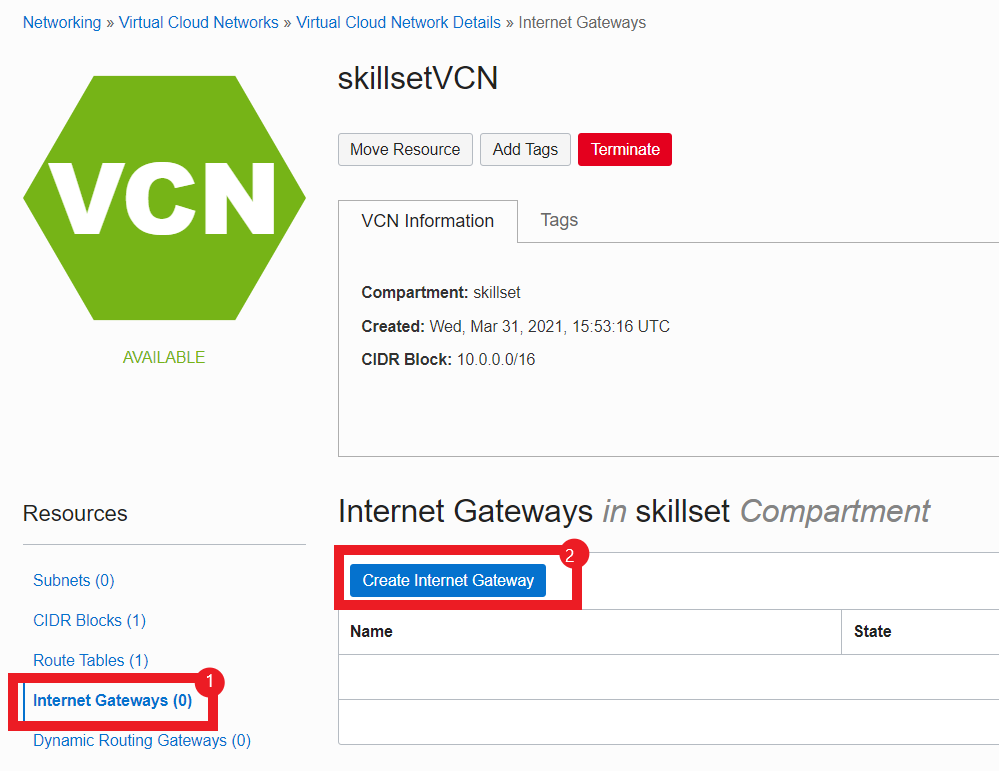 Networking » Virtual Cloud Networks » Virtual Cloud Network Details » Internet Gateways
VCN
AVAILABLE
skillsetVCN
Move Resource Add Tags Terminate
VCN Information Tags
Compartment: skillset
Created: Wed, Mar 31, 2021, 15:53:16 UTC
CIDR Block: 10.0.0.0/16
Resources
Subnets (0)
CIDR Blocks (1)
Route Tables (1)
1
Internet Gateways (0)
Dynamic Routing Gateways (0)
Internet Gateways in skillset Compartment
2
Create Internet Gateway
Name State